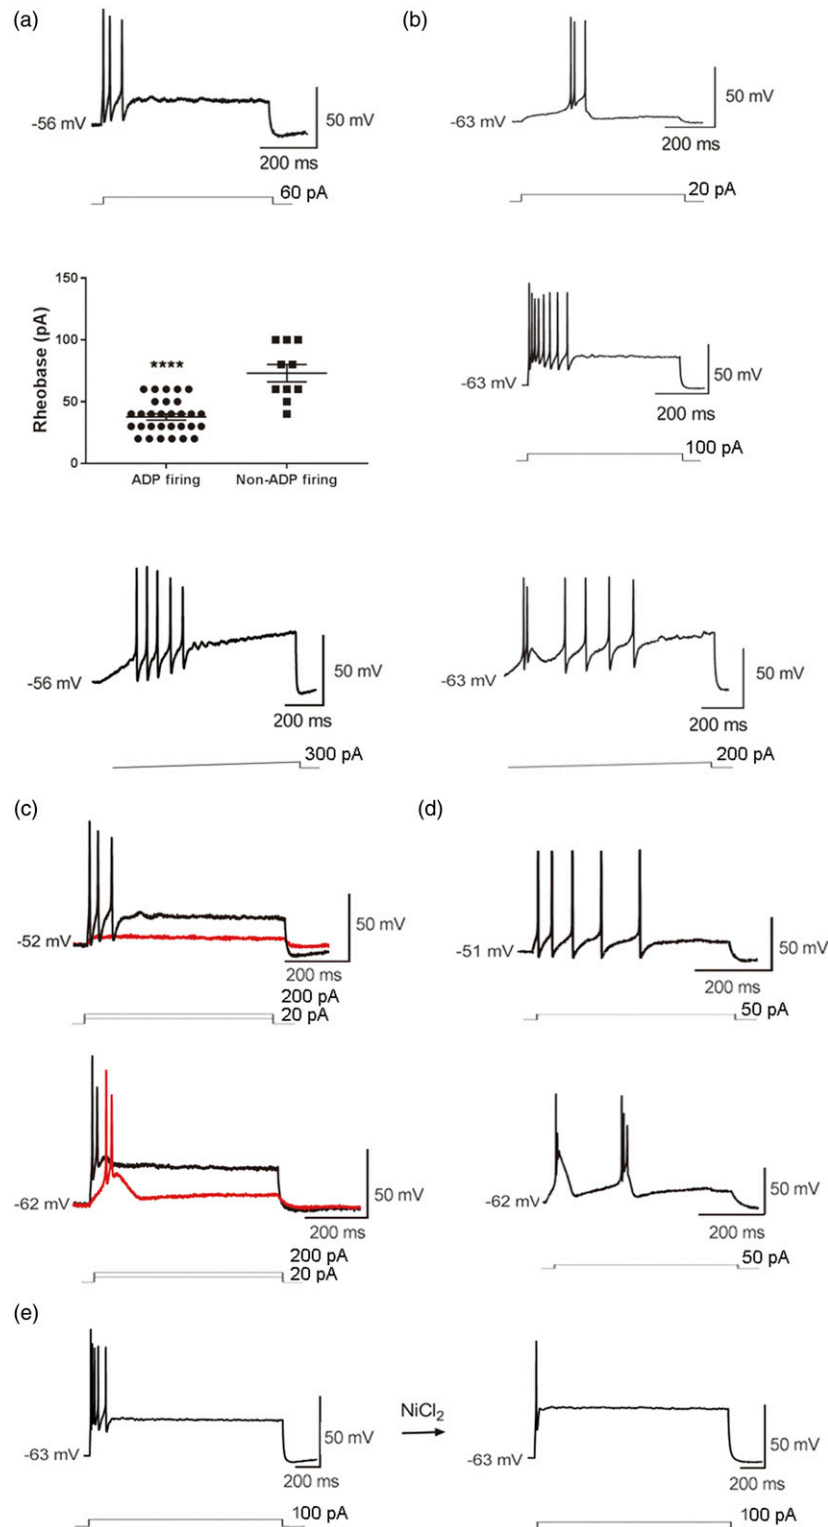 (a)
-56 mV
50 mV
200 ms
60 pA
(b)
-63 mV
50 mV
200 ms
20 pA
150
100
50
0
Rheobase (pA)
****
ADP firing
Non-ADP firing
-63 mV
50 mV
200 ms
100 pA
-56 mV
50 mV
200 ms
300 pA
-63 mV
50 mV
200 ms
200 pA
(c)
-52 mV
50 mV
200 ms
200 pA
20 pA
(d)
-51 mV
50 mV
200 ms
50 pA
-62 mV
50 mV
200 ms
200 pA
20 pA
-62 mV
50 mV
200 ms
50 pA
(e)
-63 mV
50 mV
200 ms
100 pA
NiCl₂
-63 mV
50 mV
200 ms
100 pA